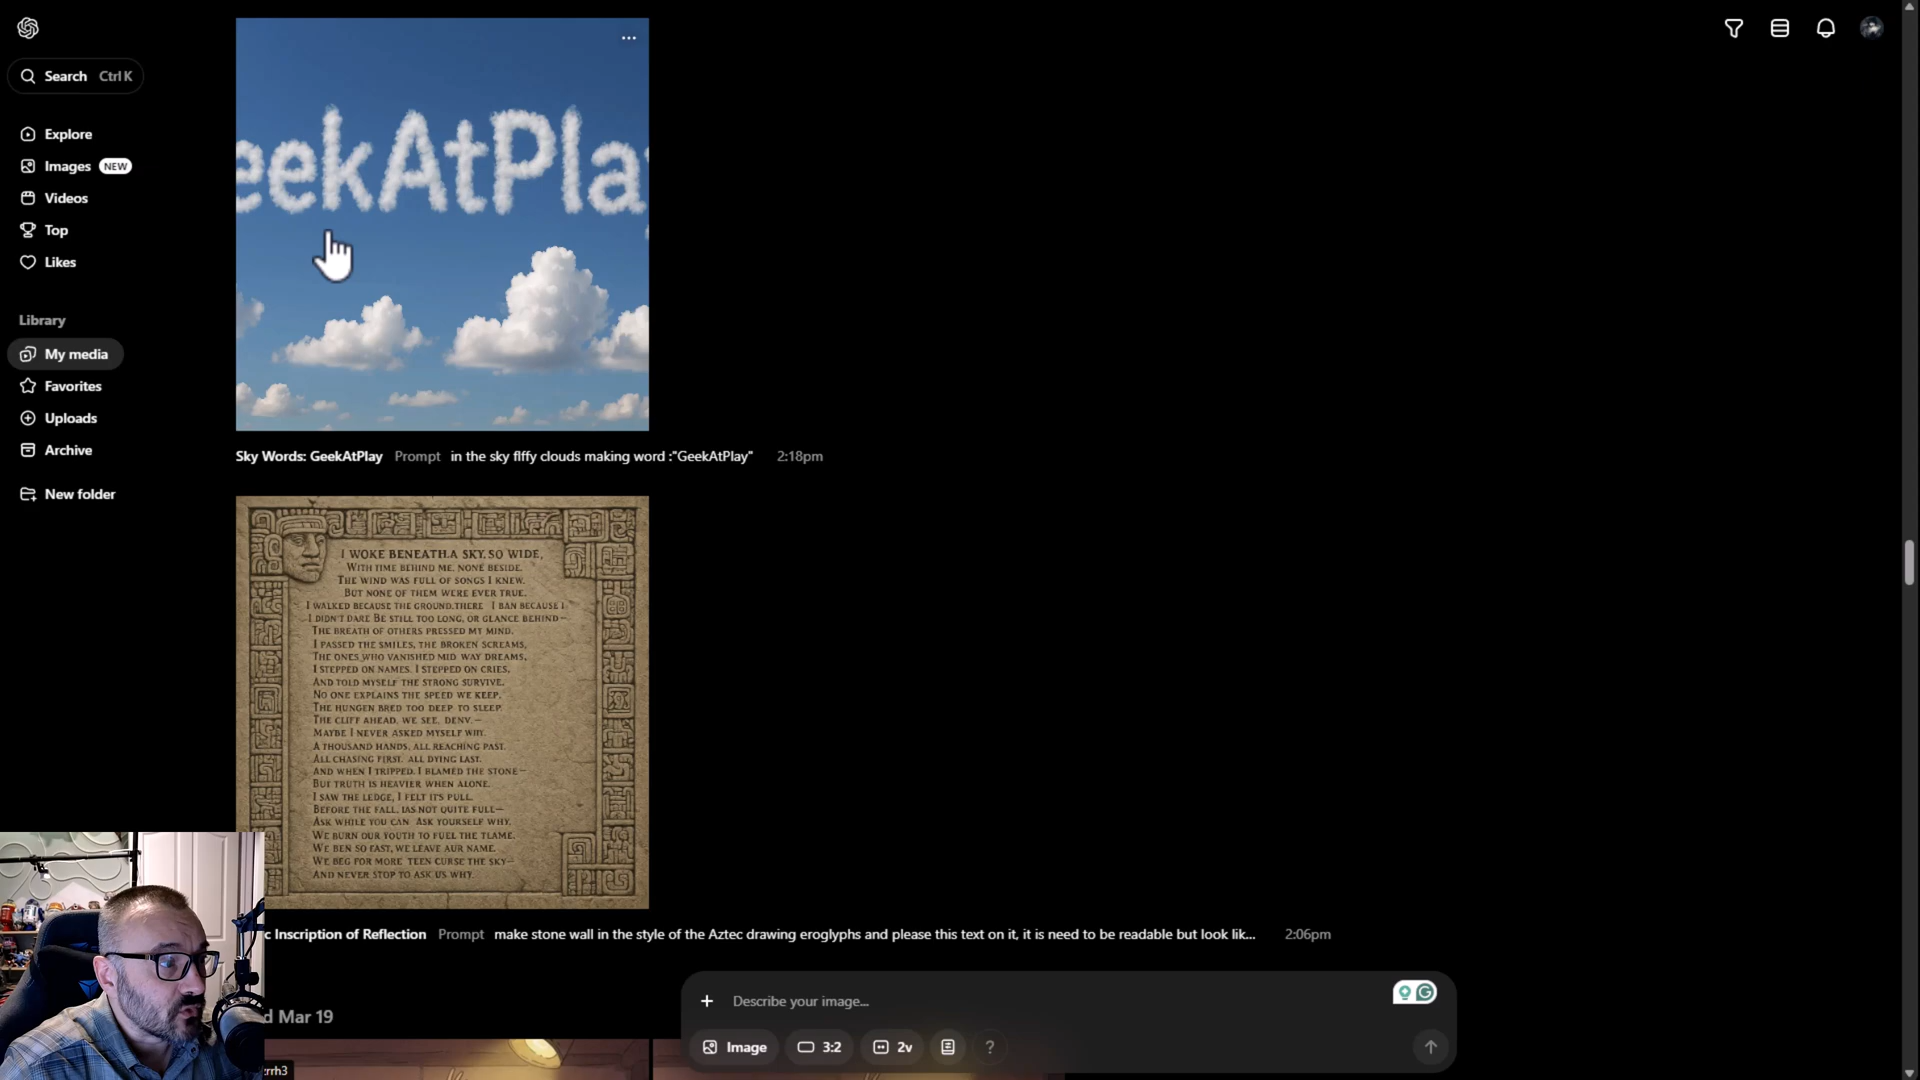 Search Ctrl K
Explore
Images NEW
Videos
Top
Likes
Library
My media
Favorites
Uploads
Archive
New folder
eekAtPla
Sky Words: GeekAtPlay Prompt in the sky flffy clouds making word :"GeekAtPlay" 2:18pm
I WOKE BENEATH.A SKY. SO WIDE,
WITH TIME BEHIND ME. NONE BESIDE.
THE WIND WAS FULL OF SONGS I KNEW.
BUT NONE OF THEM WERE EVER TRUE.
I WALKED BECAUSE THE GROUND.THERE I BAN BECAUSE I
I DIDN'T DARE BE STILL TOO LONG, OR GLANCE BEHIND—
THE BREATH OF OTHERS PRESSED MY MIND.
I PASSED THE SMILES, THE BROKEN SCREAMS,
THE ONES WHO VANISHED MID WAY DREAMS,
I STEPPED ON NAMES. I STEPPED ON CRIES,
AND TOLD MYSELF THE STRONG SURVIVE.
NO ONE EXPLAINS THE SPEED WE KEEP,
THE HUNGEN BRED TOO DEEP TO SLEEP.
THE CLIFF AHEAD, WE SEE, DENV.—
MAYBE I NEVER ASKED MYSELF WHY.
A THOUSAND HANDS, ALL REACHING PAST.
ALL CHASING FIRST. ALL DYING LAST.
AND WHEN I TRIPPED. I BLAMED THE STONE—
BUT TRUTH IS HEAVIER WHEN ALONE.
I SAW THE LEDGE, I FELT IT'S PULL.
BEFORE THE FALL, IAS NOT QUITE FULL—
ASK WHILE YOU CAN ASK YOURSELF WHY.
WE BURN OUR YOUTH TO FUEL THE TLAME.
WE BEN SO FAST, WE LEAVE AUR NAME.
WE BEG FOR MORE TEEN CURSE THE SKY—
AND NEVER STOP TO ASK US WHY.
c Inscription of Reflection Prompt make stone wall in the style of the Aztec drawing eroglyphs and please this text on it, it is need to be readable but look lik... 2:06pm
d Mar 19
Describe your image...
Image 3:2 2v ?
zrrh3